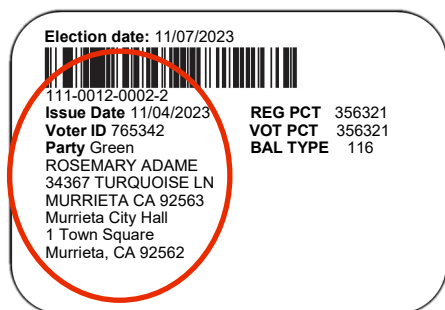 Election date: 11/07/2023
111-0012-0002-2
Issue Date 11/04/2023 REG PCT 356321
Voter ID 765342 VOT PCT 356321
Party Green BAL TYPE 116
ROSEMARY ADAME
34367 TURQUOISE LN
MURRIETA CA 92563
Murrieta City Hall
1 Town Square
Murrieta, CA 92562